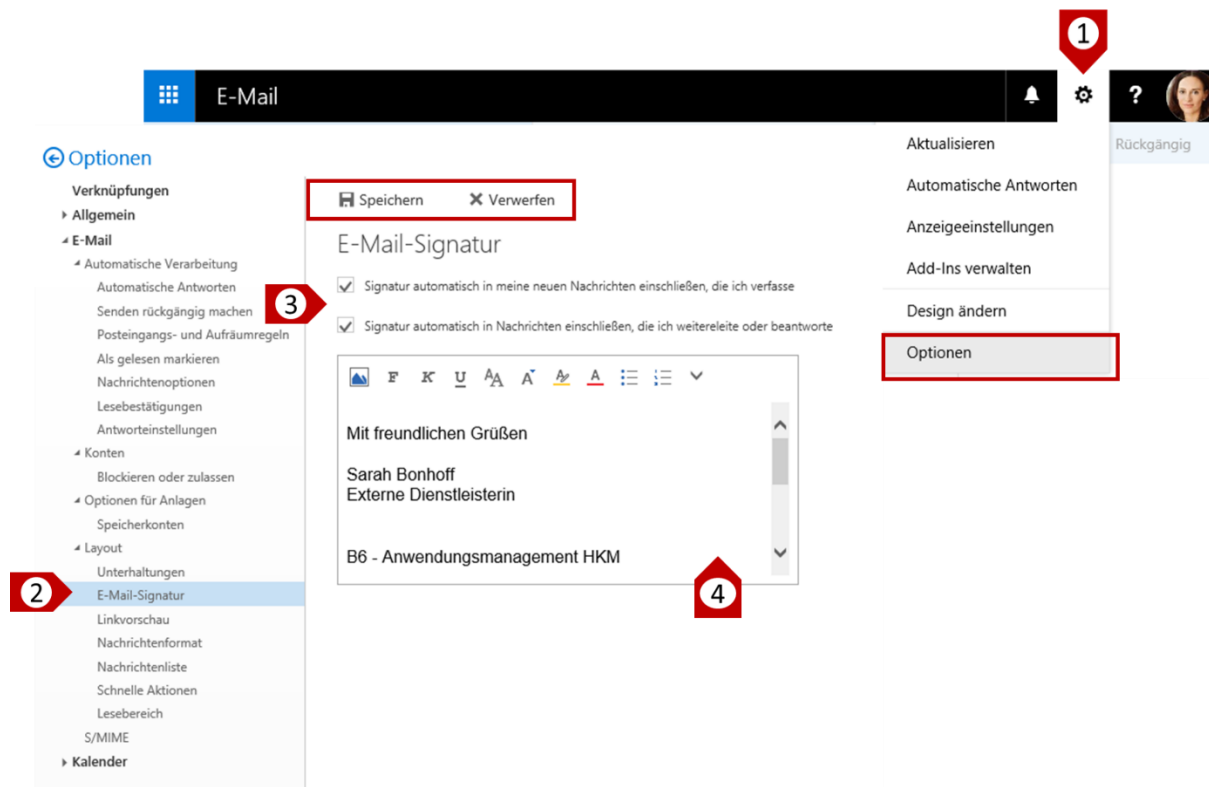 1
E-Mail
?
Optionen
Verknüpfungen
Allgemein
E-Mail
Automatische Verarbeitung
Automatische Antworten
Senden rückgängig machen
Posteingangs- und Aufräumregeln
Als gelesen markieren
Nachrichtenoptionen
Lesebestätigungen
Antworteinstellungen
Konten
Blockieren oder zulassen
Optionen für Anlagen
Speicherkonten
Layout
Unterhaltungen
2
E-Mail-Signatur
Linkvorschau
Nachrichtenformat
Nachrichtenliste
Schnelle Aktionen
Lesebereich
S/MIME
Kalender
Speichern Verwerfen
E-Mail-Signatur
3
Signatur automatisch in meine neuen Nachrichten einschließen, die ich verfasse
Signatur automatisch in Nachrichten einschließen, die ich weitereleite oder beantworte
F K U AA A A A
Mit freundlichen Grüßen
Sarah Bonhoff
Externe Dienstleisterin
B6 - Anwendungsmanagement HKM
4
Aktualisieren
Automatische Antworten
Anzeigeeinstellungen
Add-Ins verwalten
Design ändern
Optionen
Rückgängig